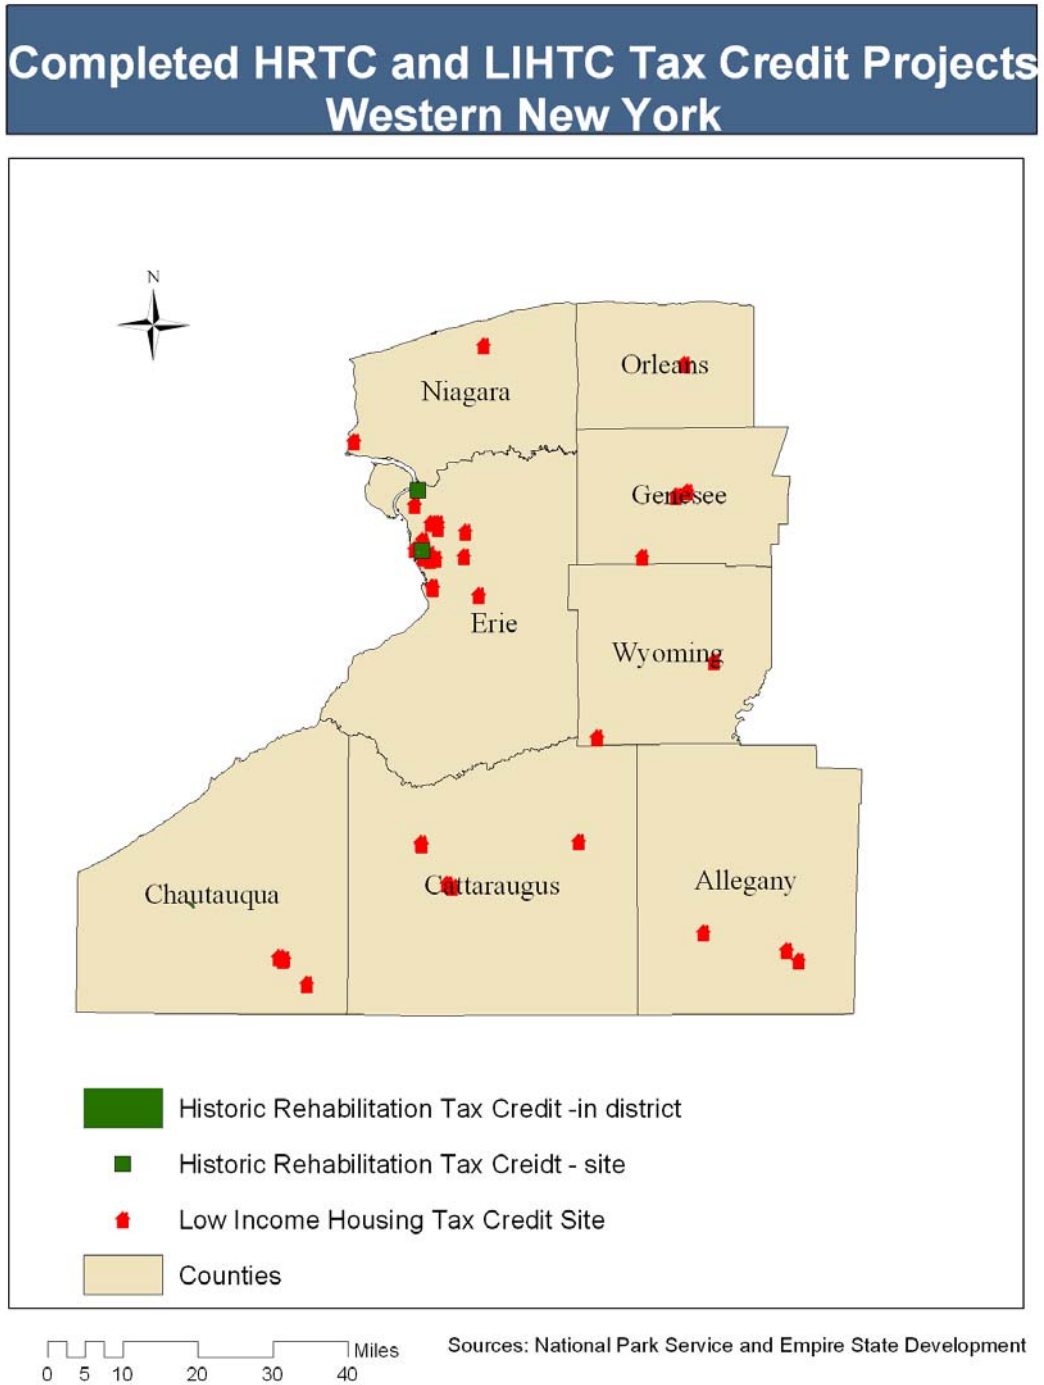 Completed HRTC and LIHTC Tax Credit Projects
Western New York
N
Orleans
Niagara
Genesee
Erie
Wyoming
Allegany
Cattaraugus
Chautauqua
Historic Rehabilitation Tax Credit -in district
Historic Rehabilitation Tax Creidt - site
Low Income Housing Tax Credit Site
Counties
Miles
0 5 10 20 30 40
Sources: National Park Service and Empire State Development